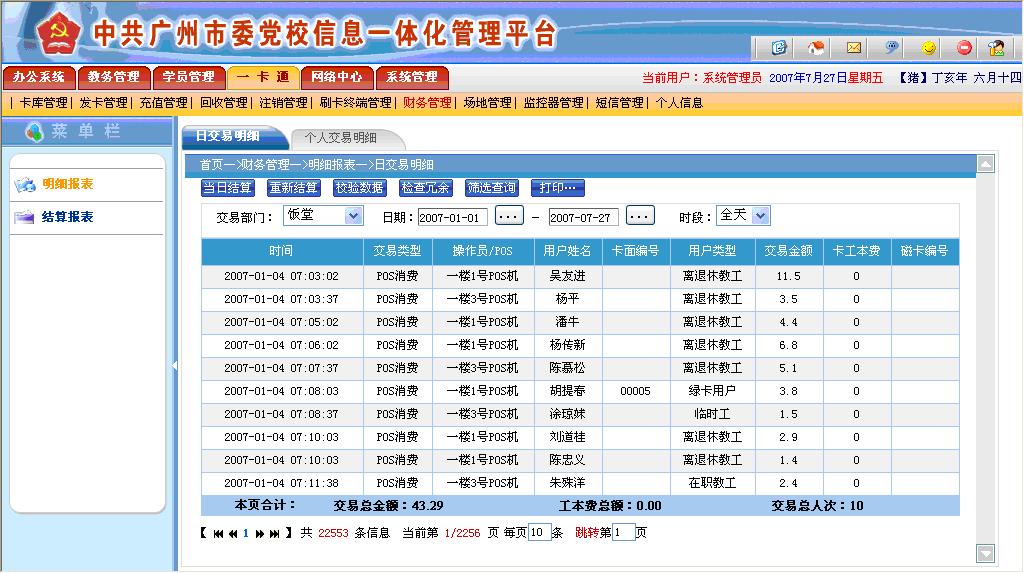 中共广州市委党校信息一体化管理平台
办公系统 教务管理 学员管理 一卡通 网络中心 系统管理 当前用户：系统管理员 2007年7月27日星期五 【猪】丁亥年 六月十四
| 卡库管理| 发卡管理| 充值管理| 回收管理| 注销管理| 刷卡终端管理| 财务管理| 场地管理| 监控器管理| 短信管理| 个人信息
菜单栏
明细报表
结算报表
日交易明细 个人交易明细
首页—>财务管理—>明细报表—>日交易明细
当日结算 重新结算 校验数据 检查冗余 筛选查询 打印…
交易部门： 饭堂 日期： 2007-01-01 ... － 2007-07-27 ... 时段： 全天
时间 交易类型 操作员/POS 用户姓名 卡面编号 用户类型 交易金额 卡工本费 磁卡编号
2007-01-04 07:03:02 POS消费 一楼1号POS机 吴友进 离退休教工 11.5 0
2007-01-04 07:03:37 POS消费 一楼3号POS机 杨平 离退休教工 3.5 0
2007-01-04 07:05:02 POS消费 一楼1号POS机 潘牛 离退休教工 4.4 0
2007-01-04 07:06:02 POS消费 一楼1号POS机 杨传新 离退休教工 6.8 0
2007-01-04 07:07:37 POS消费 一楼3号POS机 陈慕松 离退休教工 5.1 0
2007-01-04 07:08:03 POS消费 一楼1号POS机 胡提春 00005 绿卡用户 3.8 0
2007-01-04 07:08:37 POS消费 一楼3号POS机 涂琼妹 临时工 1.5 0
2007-01-04 07:10:03 POS消费 一楼1号POS机 刘道桂 离退休教工 2.9 0
2007-01-04 07:10:03 POS消费 一楼1号POS机 陈忠义 离退休教工 1.4 0
2007-01-04 07:11:38 POS消费 一楼3号POS机 朱殊洋 在职教工 2.4 0
本页合计： 交易总金额：43.29 工本费总额：0.00 交易总人次：10
【 1 】 共 22553 条信息 当前第 1/2256 页 每页10条 跳转第1页